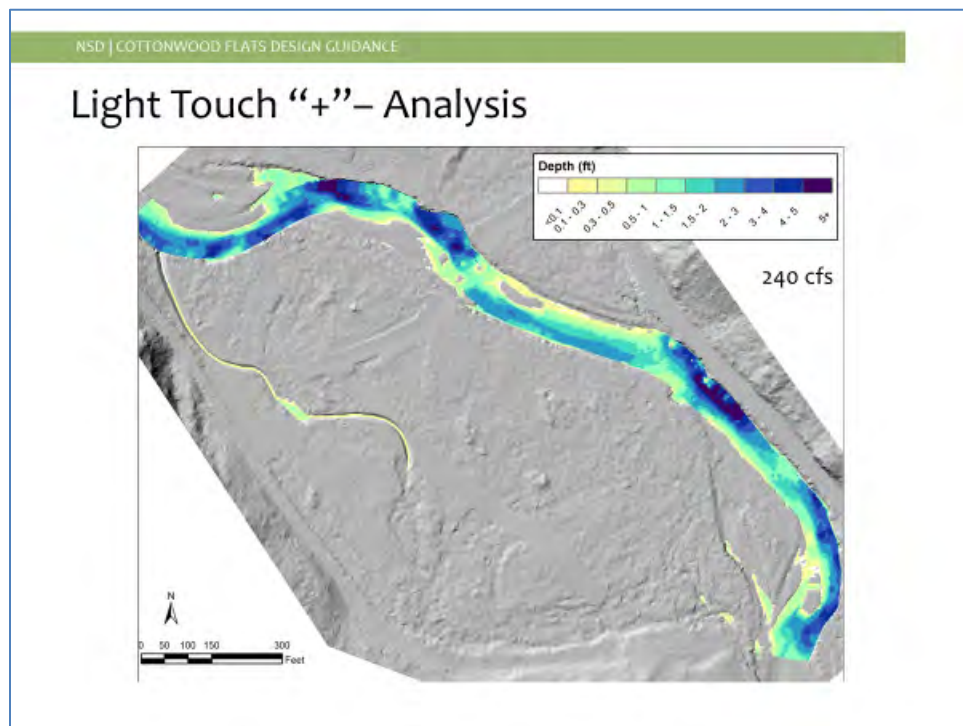 NSD | COTTONWOOD FLATS DESIGN GUIDANCE
Light Touch “+”– Analysis
Depth (ft)
<0.1
0.1 - 0.3
0.3 - 0.5
0.5 - 1
1 - 1.5
1.5 - 2
2 - 3
3 - 4
4 - 5
5+
240 cfs
N
0 50 100 150 300
Feet